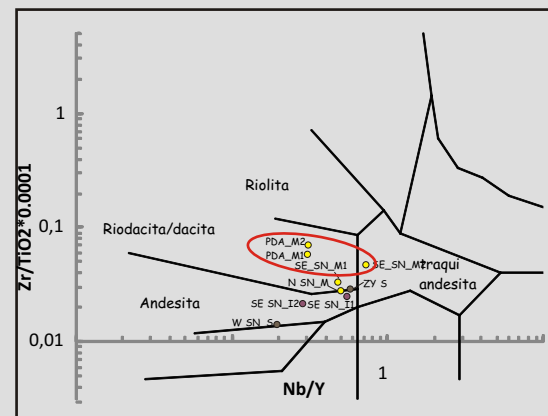 Zr/TiO2*0.0001
1
0,1
0,01
Riolita
Riodacita/dacita
PDA_M2
PDA_M1
SE_SN_M1
SE_SN_M2
traqui
andesita
Andesita
N SN_M
ZY S
SE SN_I2
SE SN_I1
W SN_S
Nb/Y
1